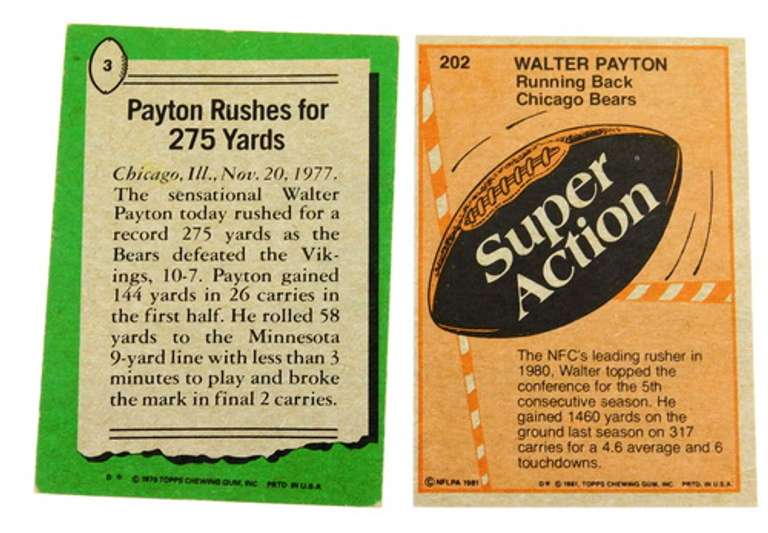 3
Payton Rushes for
275 Yards
Chicago, Ill., Nov. 20, 1977.
The sensational Walter
Payton today rushed for a
record 275 yards as the
Bears defeated the Vik-
ings, 10-7. Payton gained
144 yards in 26 carries in
the first half. He rolled 58
yards to the Minnesota
9-yard line with less than 3
minutes to play and broke
the mark in final 2 carries.
D * © 1978 TOPPS CHEWING GUM, INC. PRTD. IN U.S.A.
202
WALTER PAYTON
Running Back
Chicago Bears
Super
Action
The NFC's leading rusher in
1980, Walter topped the
conference for the 5th
consecutive season. He
gained 1460 yards on the
ground last season on 317
carries for a 4.6 average and 6
touchdowns.
© NFLPA 1981
D* © 1981, TOPPS CHEWING GUM, INC. PRTD. IN U.S.A.